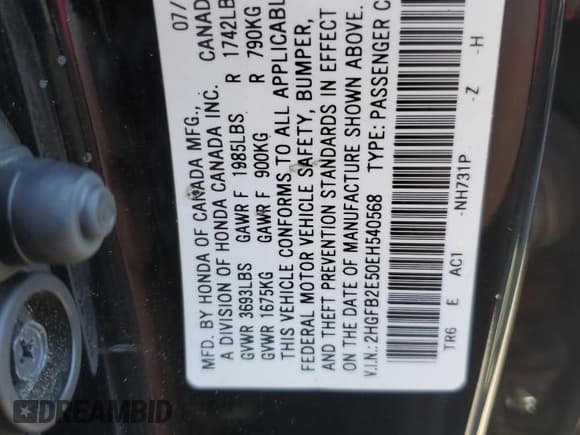 MFD. BY HONDA OF CANADA MFG., CANADA 07/
A DIVISION OF HONDA CANADA INC.
GVWR 3693LBS GAWR F 1985LBS R 1742LB
GVWR 1675KG GAWR F 900KG R 790KG
THIS VEHICLE CONFORMS TO ALL APPLICABL
FEDERAL MOTOR VEHICLE SAFETY, BUMPER,
AND THEFT PREVENTION STANDARDS IN EFFECT
ON THE DATE OF MANUFACTURE SHOWN ABOVE.
V.I.N.: 2HGFB2E50EH540568 TYPE: PASSENGER C
TR6 E AC1 -NH731P -Z -H
DREAMBID